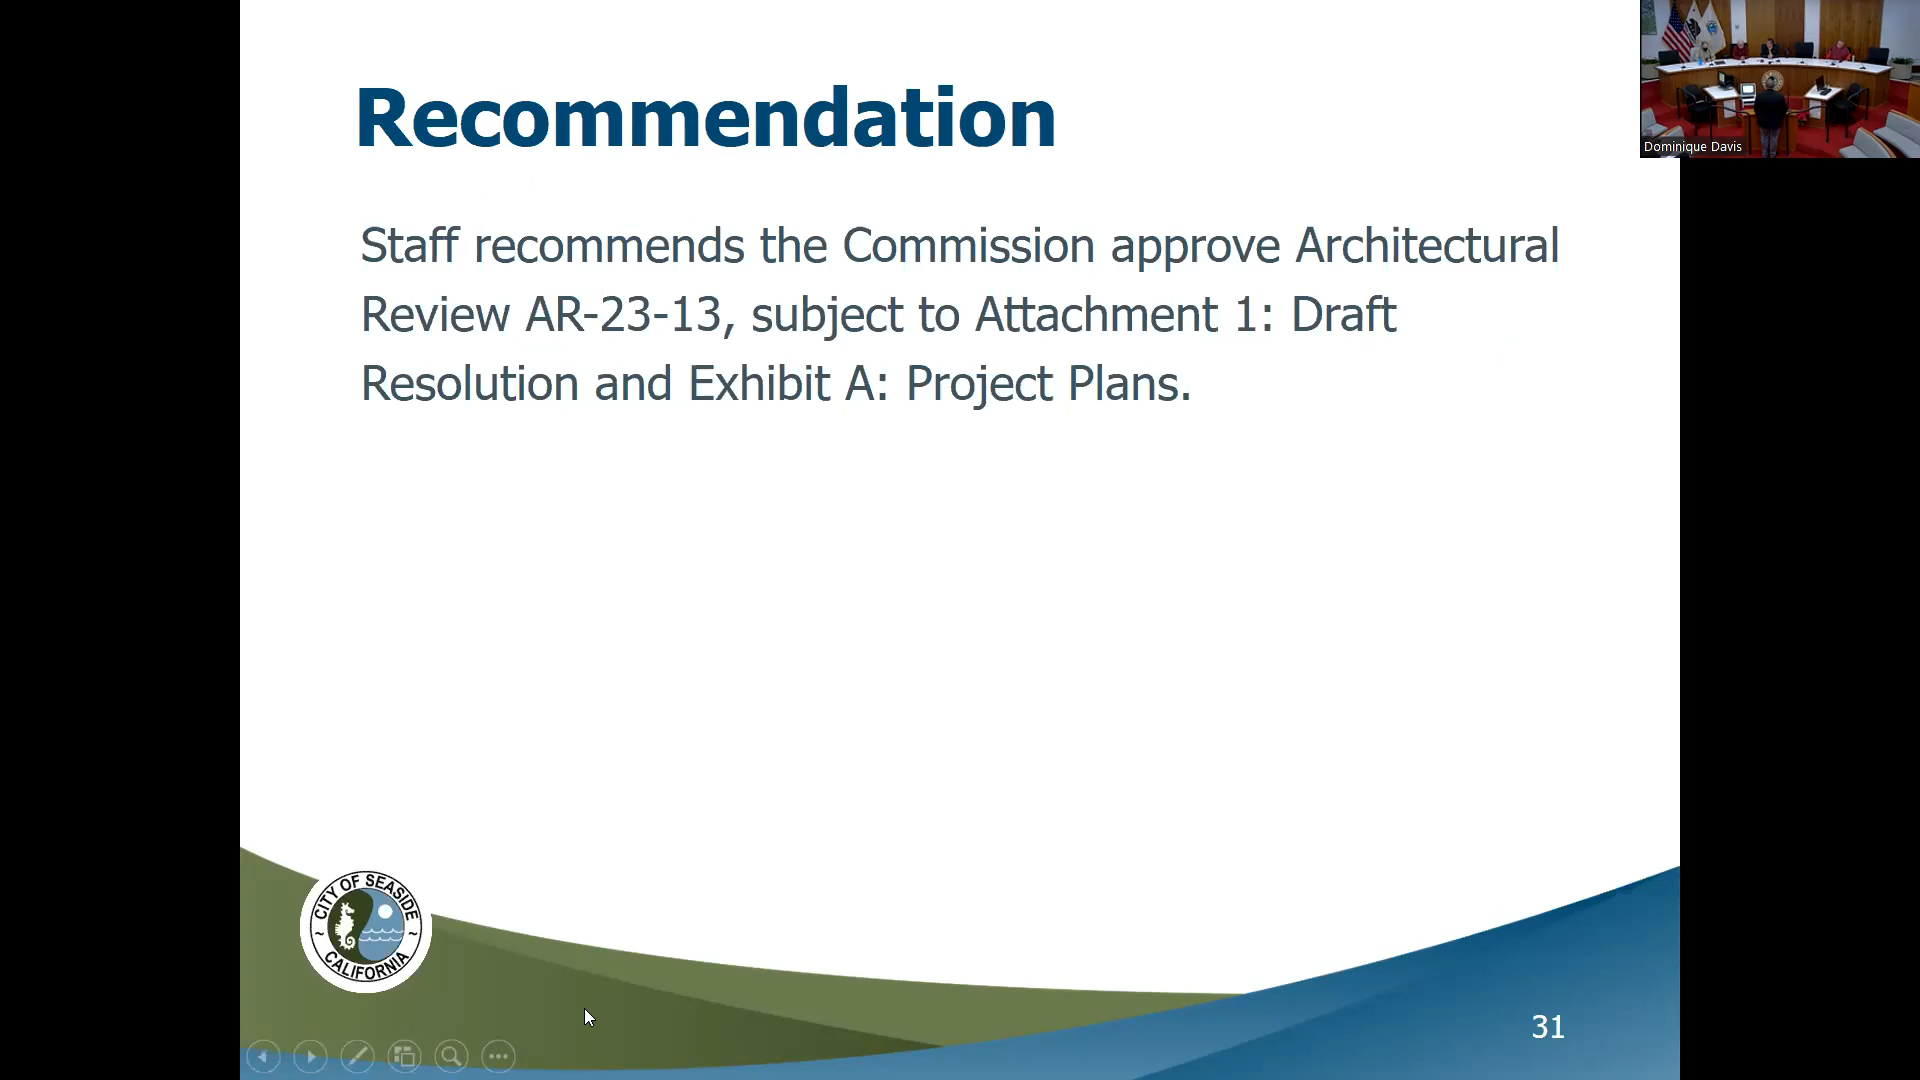 Recommendation
Dominique Davis
Staff recommends the Commission approve Architectural
Review AR-23-13, subject to Attachment 1: Draft
Resolution and Exhibit A: Project Plans.
~ CITY OF SEASIDE ~
CALIFORNIA
31